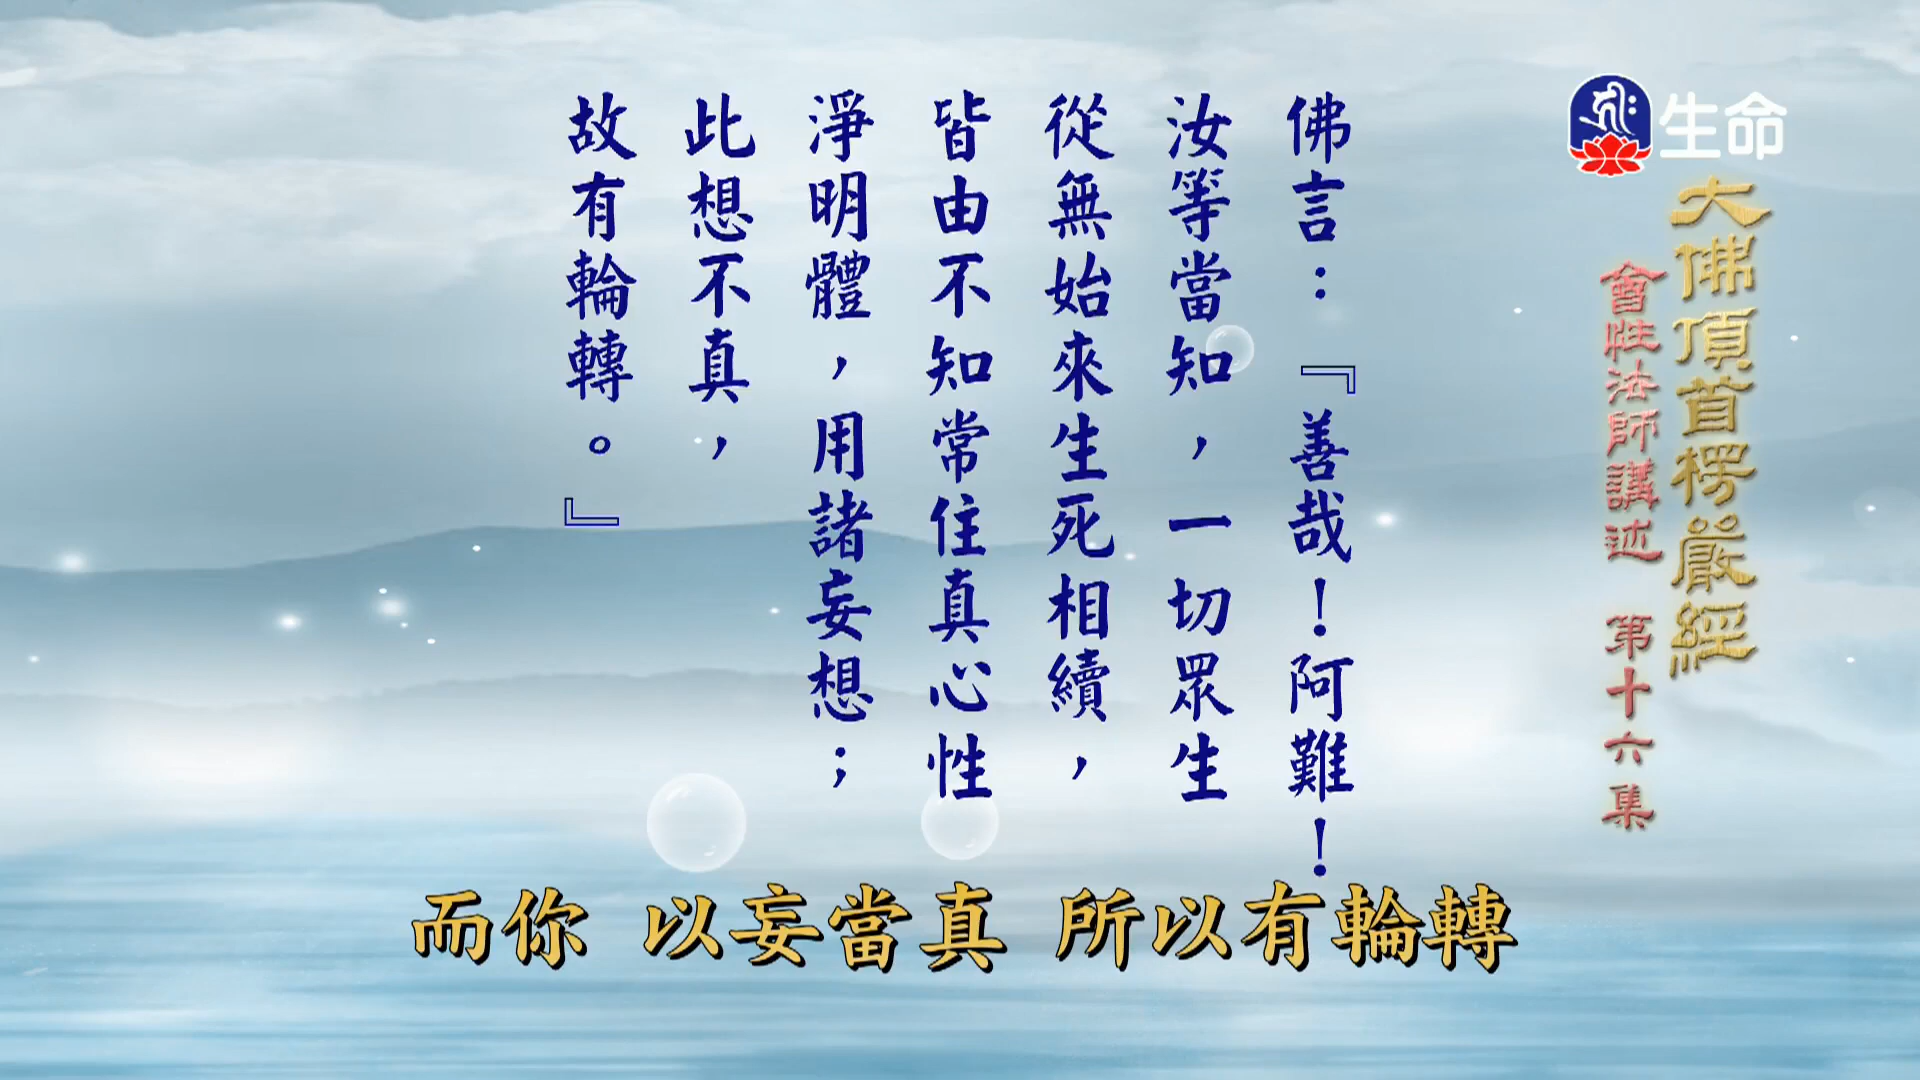 生命
大佛頂首楞嚴經
會性法師講述 第十六集
佛言：『善哉！阿難！
汝等當知，一切眾生
從無始來生死相續，
皆由不知常住真心性
淨明體，用諸妄想；
此想不真，
故有輪轉。』
而你 以妄當真 所以有輪轉